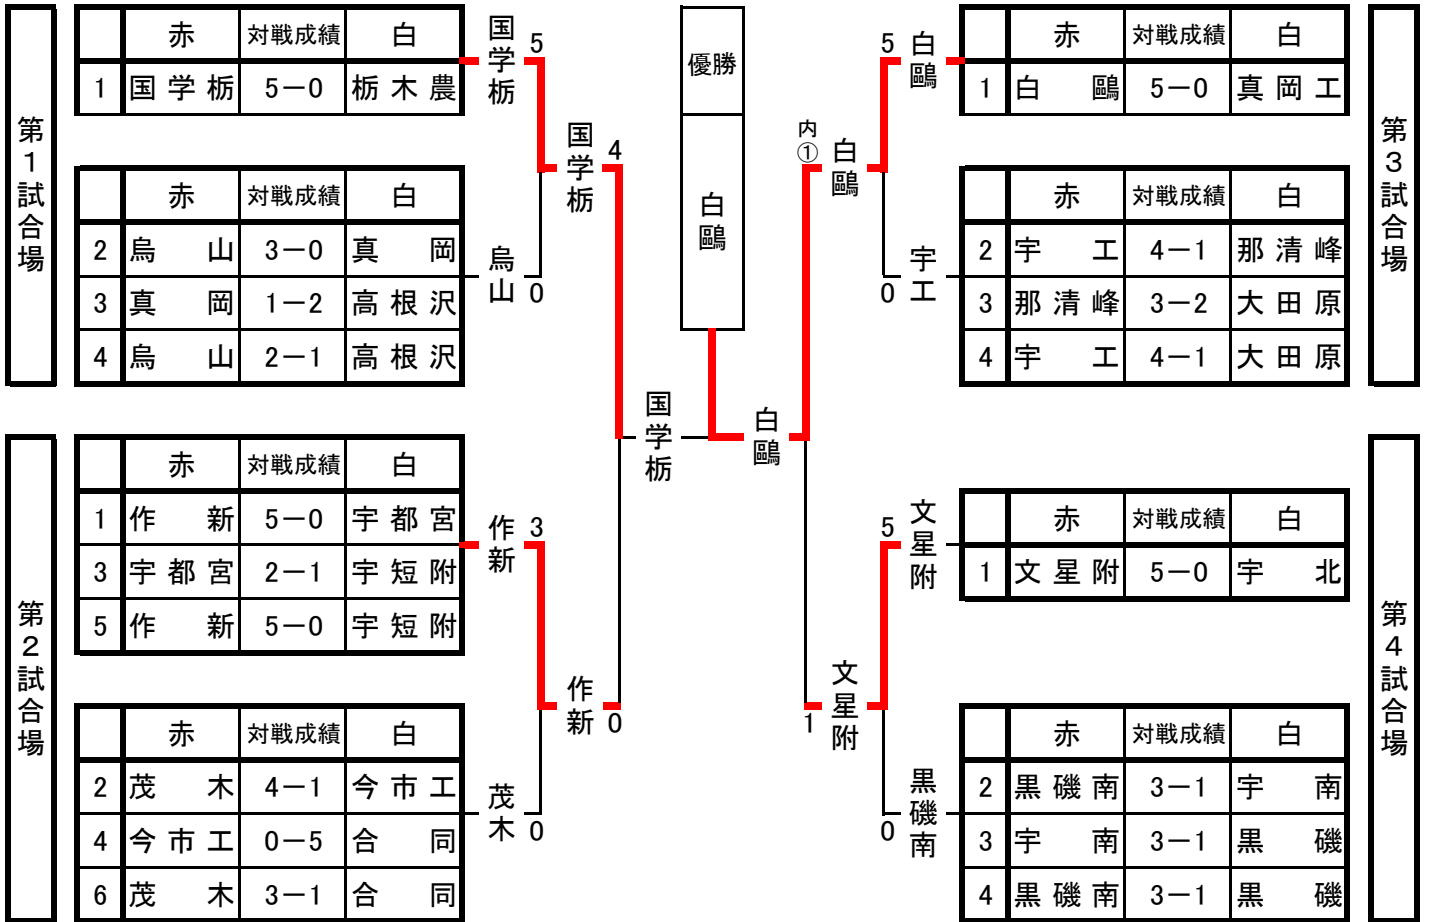 第1試合場
赤 対戦成績 白
1 国学栃 5－0 栃木農
赤 対戦成績 白
2 烏山 3－0 真岡
3 真岡 1－2 高根沢
4 烏山 2－1 高根沢
第2試合場
赤 対戦成績 白
1 作新 5－0 宇都宮
3 宇都宮 2－1 宇短附
5 作新 5－0 宇短附
赤 対戦成績 白
2 茂木 4－1 今市工
4 今市工 0－5 合同
6 茂木 3－1 合同
国学栃 5
烏山 0
作新 3
茂木 0
国学栃 4
作新 0
国学栃
優勝
白鷗
白鷗
内① 白鷗
1 文星附
5 白鷗
0 宇工
5 文星附
0 黒磯南
第3試合場
赤 対戦成績 白
1 白鷗 5－0 真岡工
赤 対戦成績 白
2 宇工 4－1 那清峰
3 那清峰 3－2 大田原
4 宇工 4－1 大田原
第4試合場
赤 対戦成績 白
1 文星附 5－0 宇北
赤 対戦成績 白
2 黒磯南 3－1 宇南
3 宇南 3－1 黒磯
4 黒磯南 3－1 黒磯